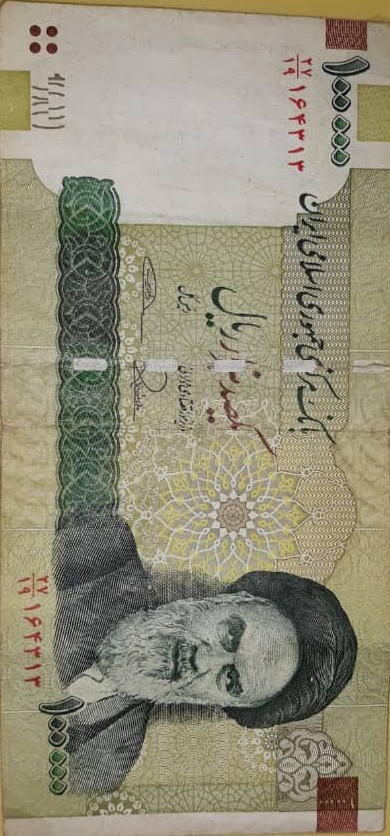 ۱۰۰۰۰۰
۲۷/۱۹ ۱۶۴۳۱۳
بانک مرکزی جمهوری اسلامی ایران
یکصد هزار ریال
وزیر امور اقتصادی و دارائی
رئیس کل
۱۰۰۰۰۰
۲۷/۱۹ ۱۶۴۳۱۳